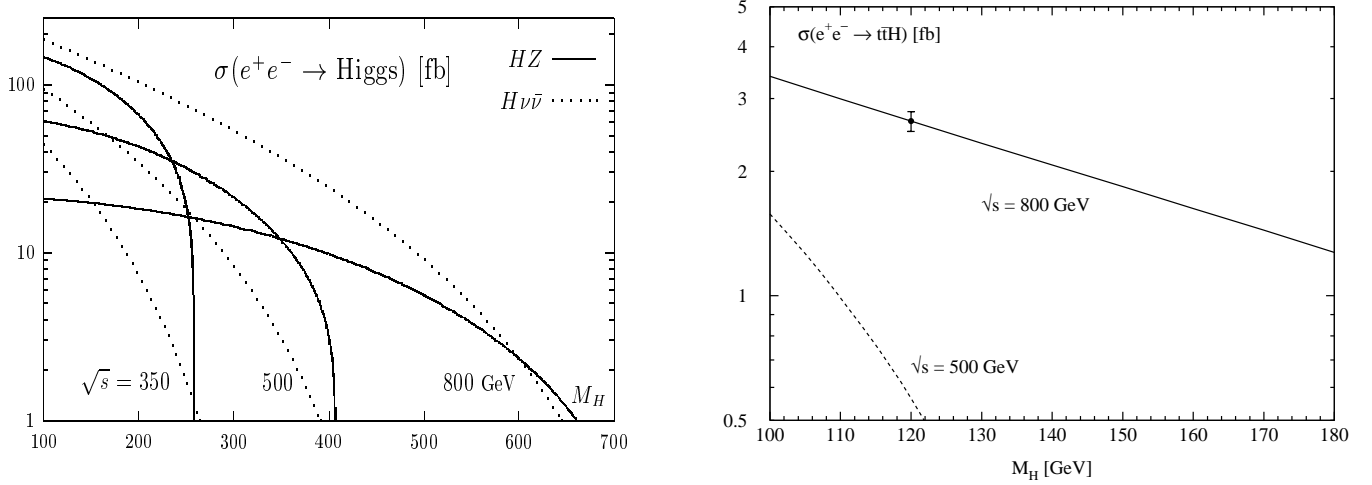 σ(e⁺e⁻ → Higgs) [fb]
HZ
Hνν̄
100
10
1
√s = 350
500
800 GeV
M_H
100 200 300 400 500 600 700
5
4
3
2
1
0.5
σ(e⁺e⁻ → tt̄H) [fb]
√s = 800 GeV
√s = 500 GeV
100 110 120 130 140 150 160 170 180
M_H [GeV]